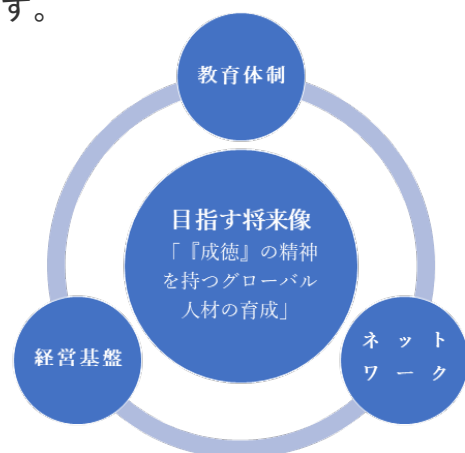 す。
教育体制
目指す将来像
「『成徳』の精神
を持つグローバル
人材の育成」
経営基盤
ネット
ワーク